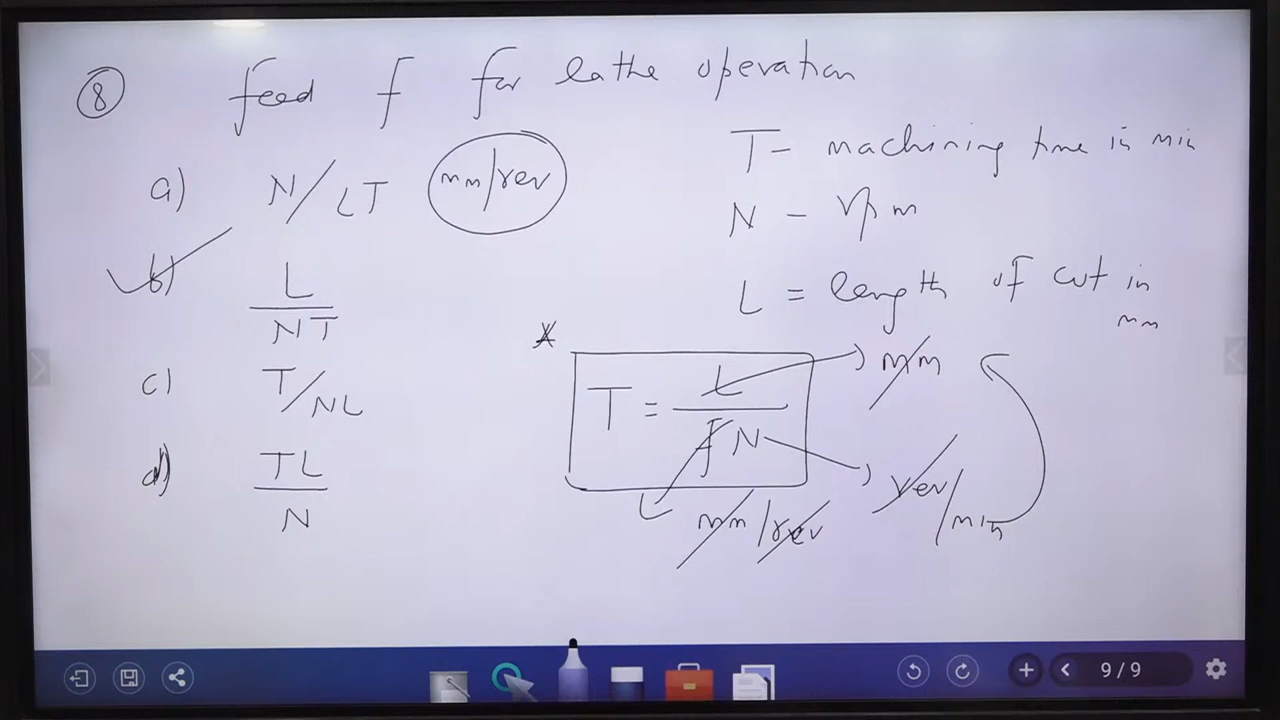 8 feed f for lathe operation
T - machining time in min
a) N/LT mm/rev
N - rpm
b) L
NT
L = length of cut in
mm
c) T/NL
T = L
fN
mm
d) TL
N
mm/rev
rev/min
9/9